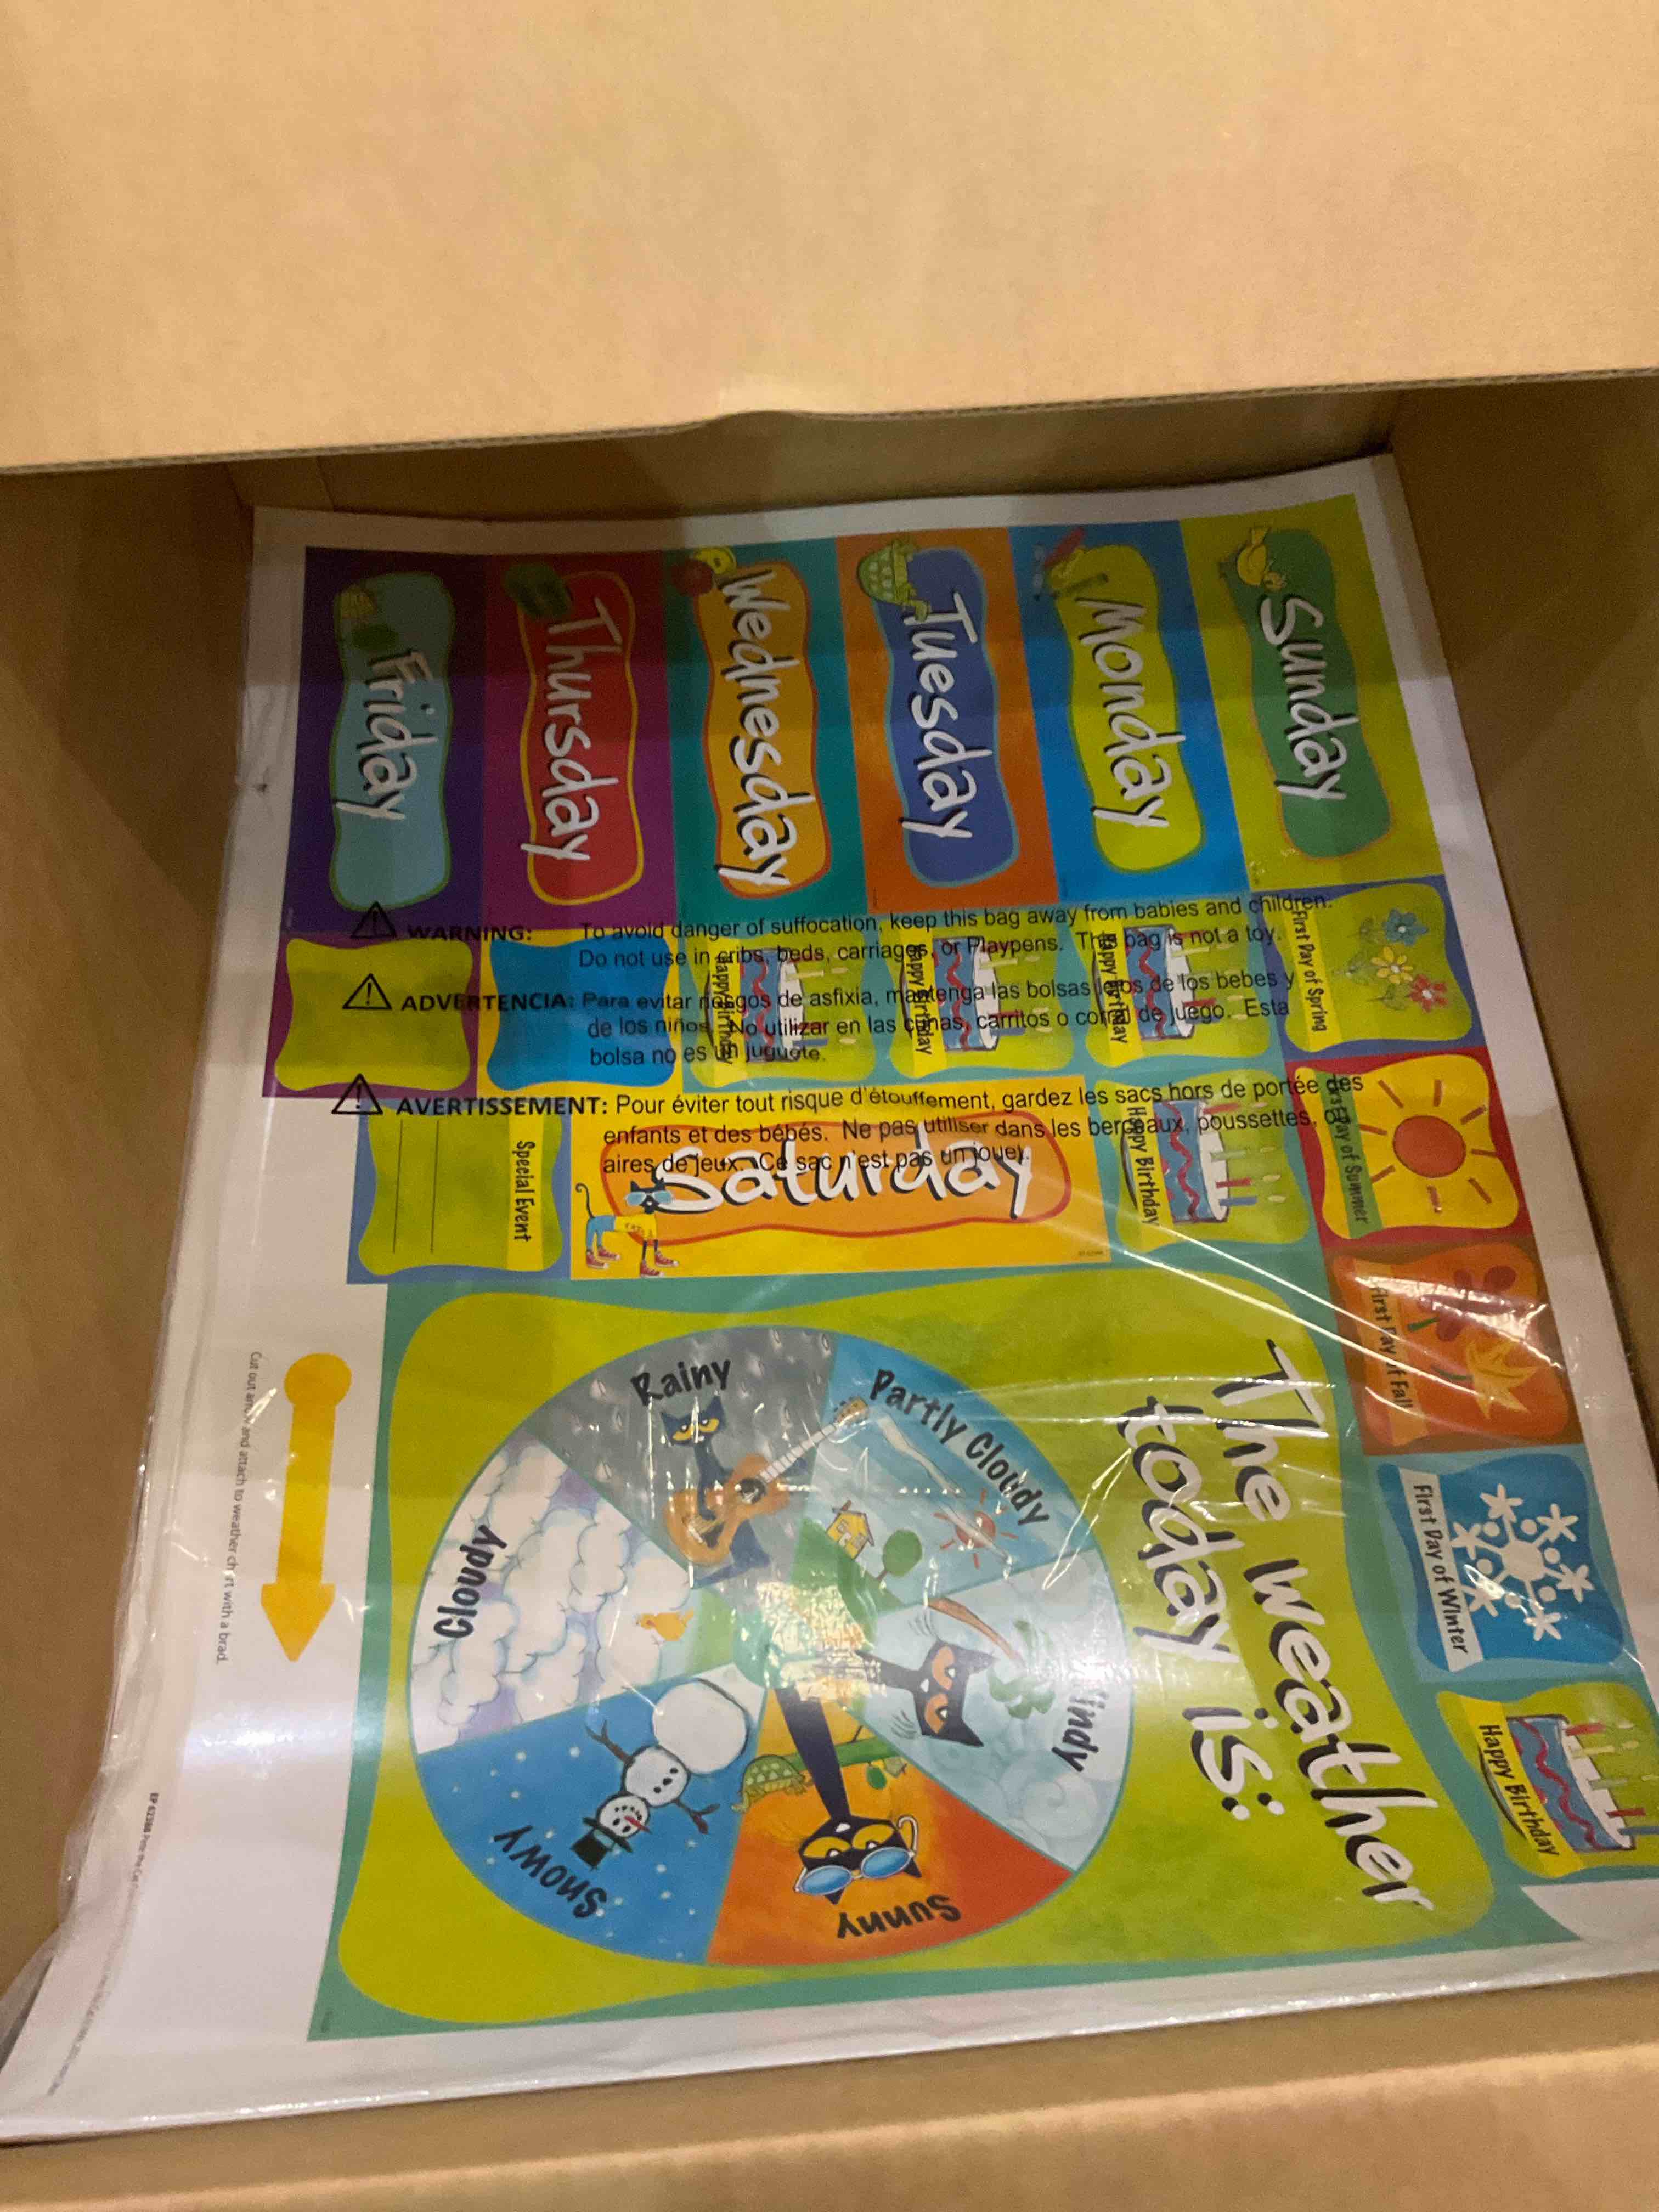 Sunday
Monday
Tuesday
Wednesday
Thursday
Friday
WARNING: To avoid danger of suffocation, keep this bag away from babies and children.
Do not use in cribs, beds, carriages, or Playpens. This bag is not a toy.
ADVERTENCIA: Para evitar riesgos de asfixia, mantenga las bolsas lejos de los bebes y
de los niños. No utilizar en las cunas, carritos o corral de juego. Esta
bolsa no es un juguete.
AVERTISSEMENT: Pour éviter tout risque d'étouffement, gardez les sacs hors de portée des
enfants et des bébés. Ne pas utiliser dans les berceaux, poussettes, ou
aires de jeux. Ce sac n'est pas un jouey.
First Day of Spring
Happy Birthday
Happy Birthday
Happy Birthday
First Day of Summer
Happy Birthday
Saturday
Special Event
First Day of Fall
First Day of Winter
Happy Birthday
The weather
today is:
Partly Cloudy
Windy
Rainy
Cloudy
Snowy
Sunny
Cut out arrow and attach to weather chart with a brad.
EP 62388 Pete the Cat